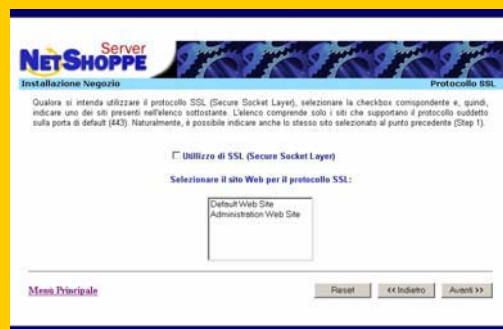 Server
NETSHOPPE
Installazione Negozio
Protocollo SSL
Qualora si intenda utilizzare il protocollo SSL (Secure Socket Layer), selezionare la checkbox corrispondente e, quindi,
indicare uno dei siti presenti nell'elenco sottostante. L'elenco comprende solo i siti che supportano il protocollo suddetto
sulla porta di default (443). Naturalmente, è possibile indicare anche lo stesso sito selezionato al punto precedente (Step 1).
Utilizzo di SSL (Secure Socket Layer)
Selezionare il sito Web per il protocollo SSL:
Default Web Site
Administration Web Site
Menù Principale
Reset
<< Indietro
Avanti >>